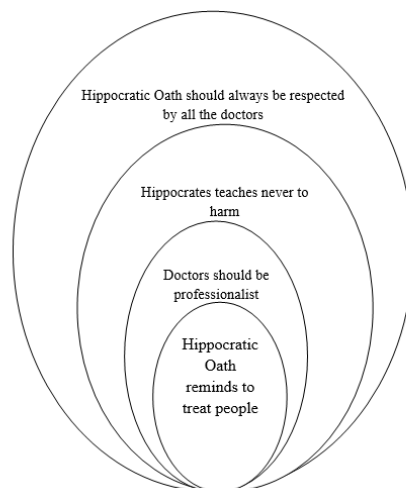 Hippocratic Oath should always be respected
by all the doctors
Hippocrates teaches never to
harm
Doctors should be
professionalist
Hippocratic
Oath
reminds to
treat people